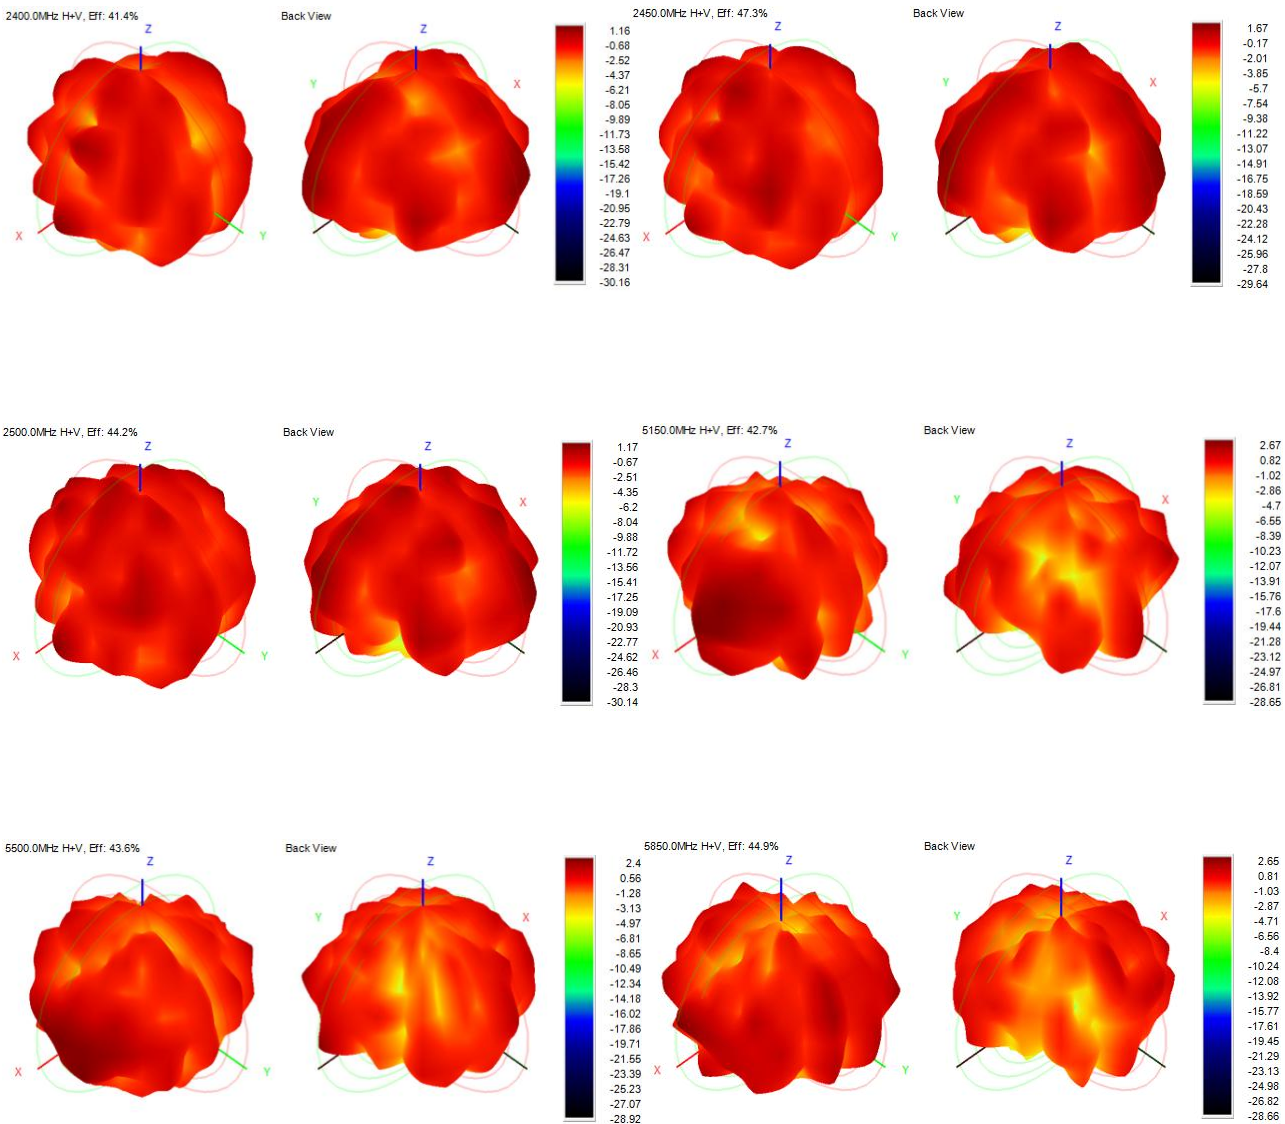 2400.0MHz H+V, Eff: 41.4%
Back View
Z
X
Y
Z
Y
X
1.16
-0.68
-2.52
-4.37
-6.21
-8.05
-9.89
-11.73
-13.58
-15.42
-17.26
-19.1
-20.95
-22.79
-24.63
-26.47
-28.31
-30.16
2450.0MHz H+V, Eff: 47.3%
Back View
Z
X
Y
Z
Y
X
1.67
-0.17
-2.01
-3.85
-5.7
-7.54
-9.38
-11.22
-13.07
-14.91
-16.75
-18.59
-20.43
-22.28
-24.12
-25.96
-27.8
-29.64
2500.0MHz H+V, Eff: 44.2%
Back View
Z
X
Y
Z
Y
X
1.17
-0.67
-2.51
-4.35
-6.2
-8.04
-9.88
-11.72
-13.56
-15.41
-17.25
-19.09
-20.93
-22.77
-24.62
-26.46
-28.3
-30.14
5150.0MHz H+V, Eff: 42.7%
Back View
Z
X
Y
Z
Y
X
2.67
0.82
-1.02
-2.86
-4.7
-6.55
-8.39
-10.23
-12.07
-13.91
-15.76
-17.6
-19.44
-21.28
-23.12
-24.97
-26.81
-28.65
5500.0MHz H+V, Eff: 43.6%
Back View
Z
X
Y
Z
Y
X
2.4
0.56
-1.28
-3.13
-4.97
-6.81
-8.65
-10.49
-12.34
-14.18
-16.02
-17.86
-19.71
-21.55
-23.39
-25.23
-27.07
-28.92
5850.0MHz H+V, Eff: 44.9%
Back View
Z
X
Y
Z
Y
X
2.65
0.81
-1.03
-2.87
-4.71
-6.56
-8.4
-10.24
-12.08
-13.92
-15.77
-17.61
-19.45
-21.29
-23.13
-24.98
-26.82
-28.66